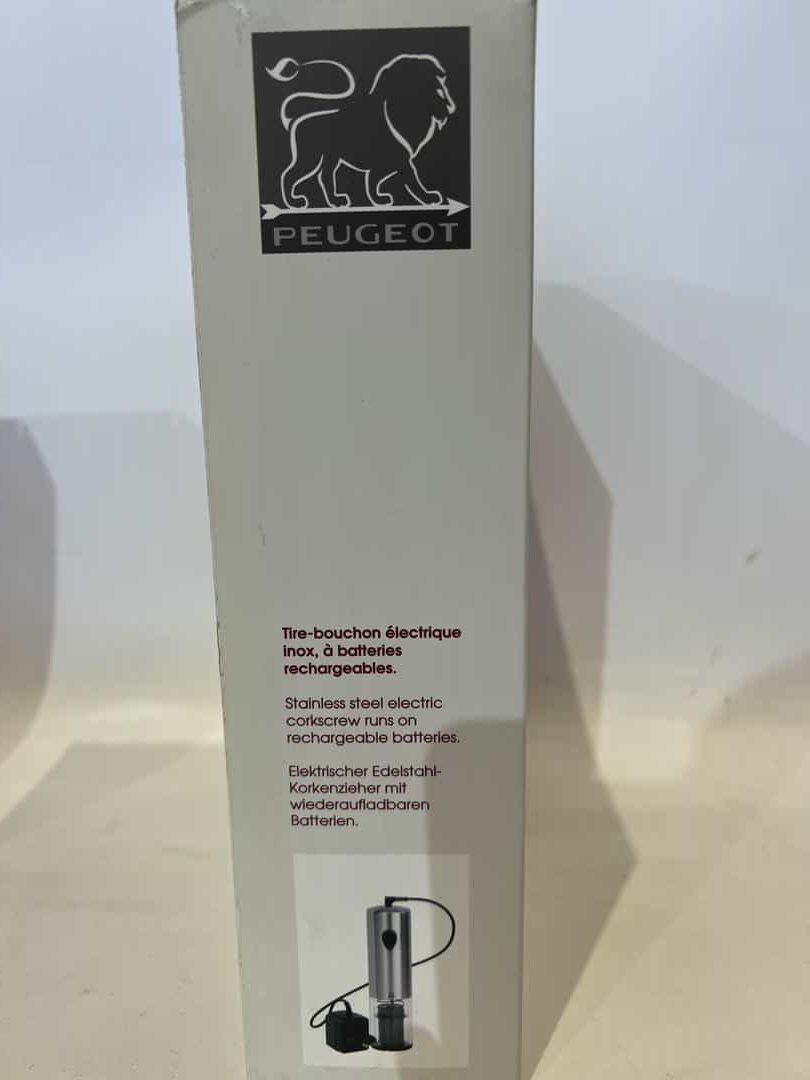 PEUGEOT
Tire-bouchon électrique
inox, à batteries
rechargeables.
Stainless steel electric
corkscrew runs on
rechargeable batteries.
Elektrischer Edelstahl-
Korkenzieher mit
wiederaufladbaren
Batterien.